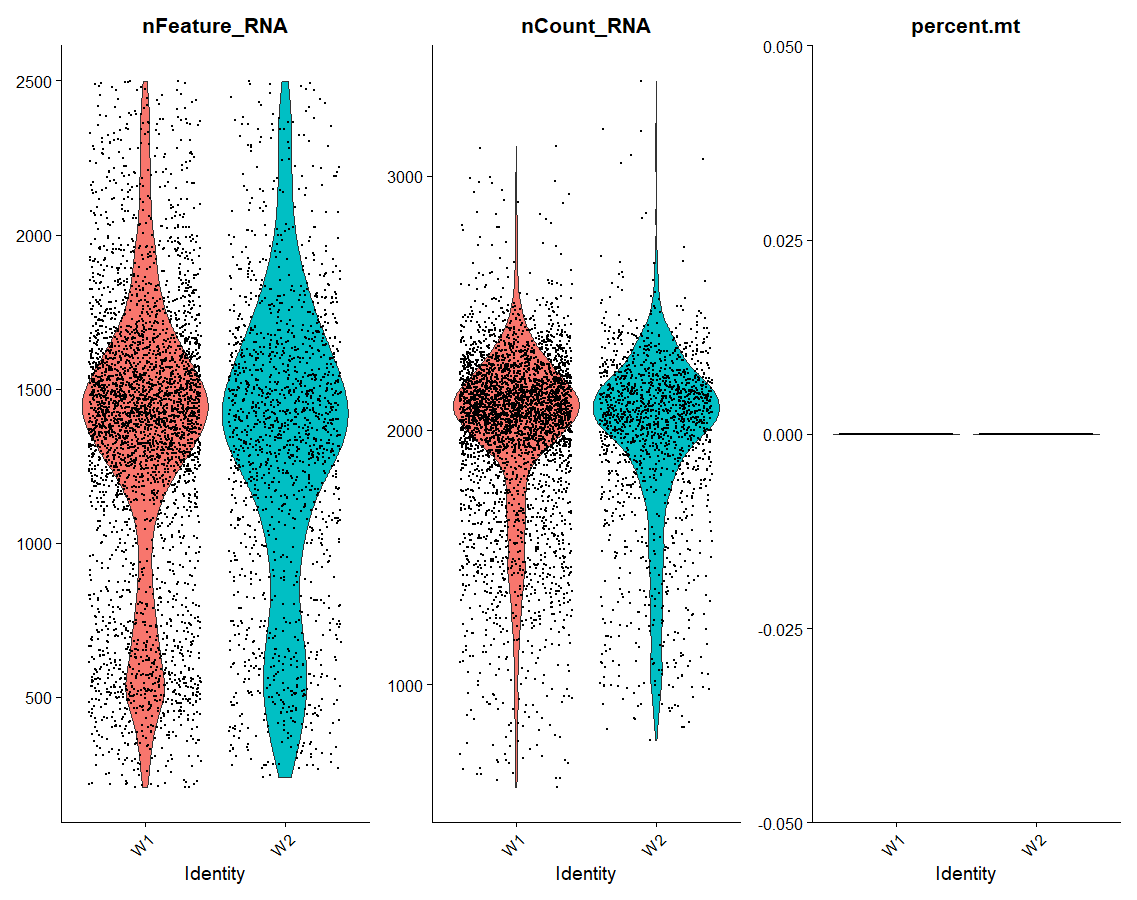 nFeature_RNA
2500
2000
1500
1000
500
W1
W2
Identity
nCount_RNA
3000
2000
1000
W1
W2
Identity
percent.mt
0.050
0.025
0.000
-0.025
-0.050
W1
W2
Identity